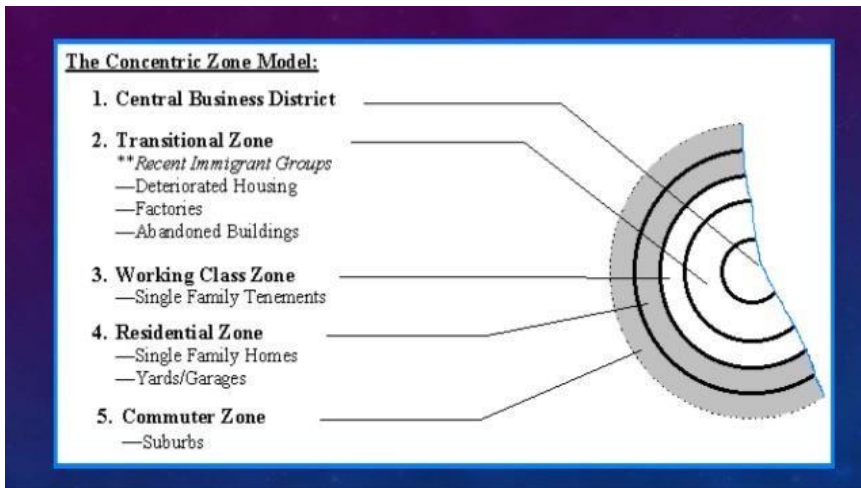 The Concentric Zone Model:
1. Central Business District
2. Transitional Zone
**Recent Immigrant Groups
—Deteriorated Housing
—Factories
—Abandoned Buildings
3. Working Class Zone
—Single Family Tenements
4. Residential Zone
—Single Family Homes
—Yards/Garages
5. Commuter Zone
—Suburbs